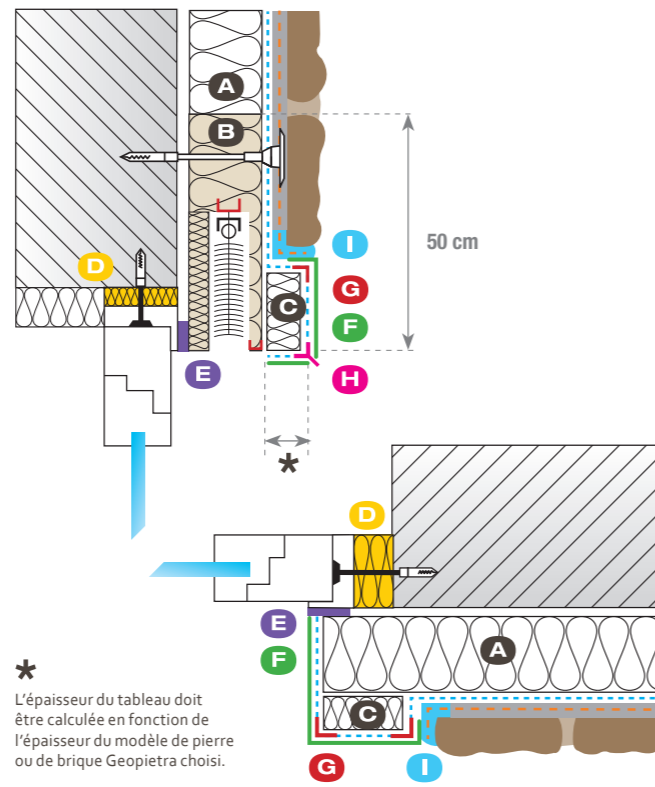 A
B
I
50 cm
D
G
C
F
E
H
*
D
E
F
A
*
L'épaisseur du tableau doit
être calculée en fonction de
l'épaisseur du modèle de pierre
ou de brique Geopietra choisi.
C
G
I